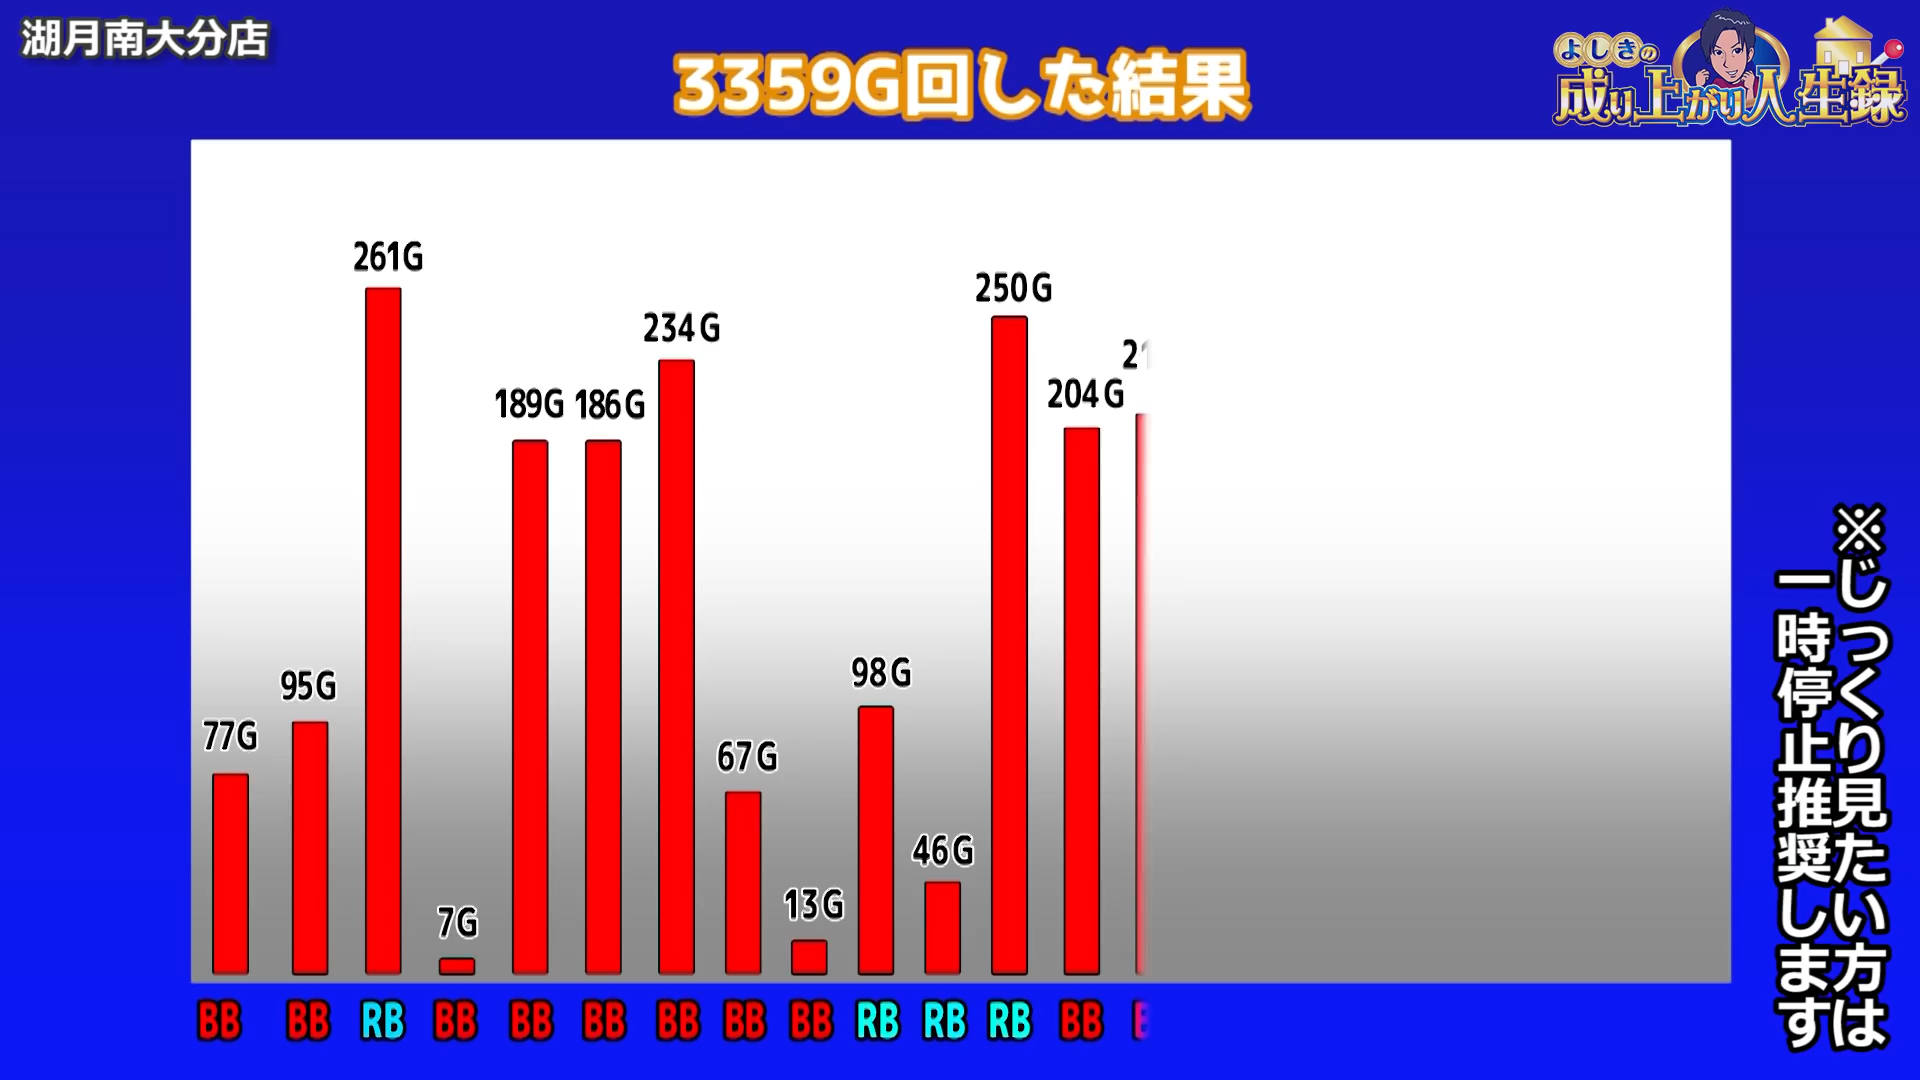 湖月南大分店
3359G回した結果
よしきの
成り上がり人生録
77G
95G
261G
7G
189G
186G
234G
67G
13G
98G
46G
250G
204G
BB
BB
RB
BB
BB
BB
BB
BB
BB
RB
RB
RB
BB
※じっくり見たい方は
一時停止推奨します